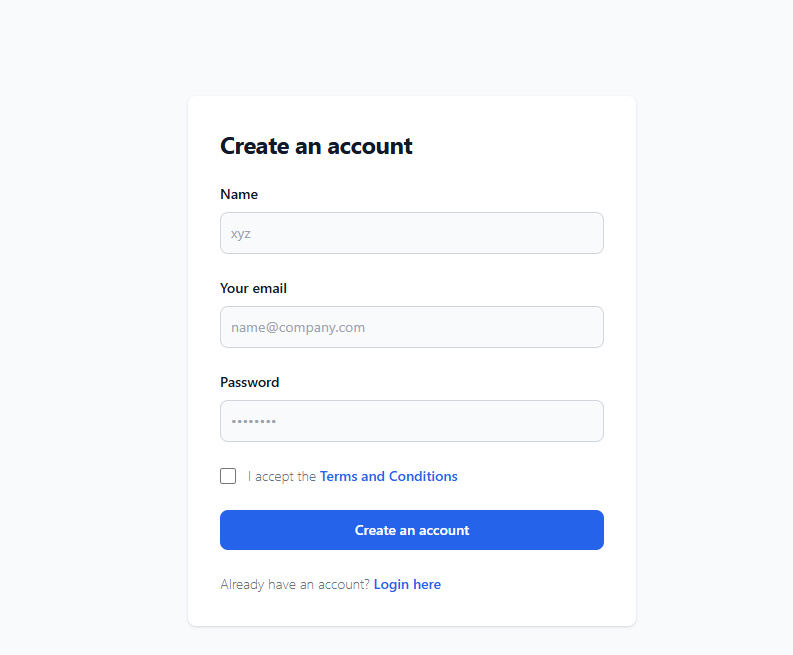 Create an account
Name
xyz
Your email
name@company.com
Password
••••••••
I accept the Terms and Conditions
Create an account
Already have an account? Login here